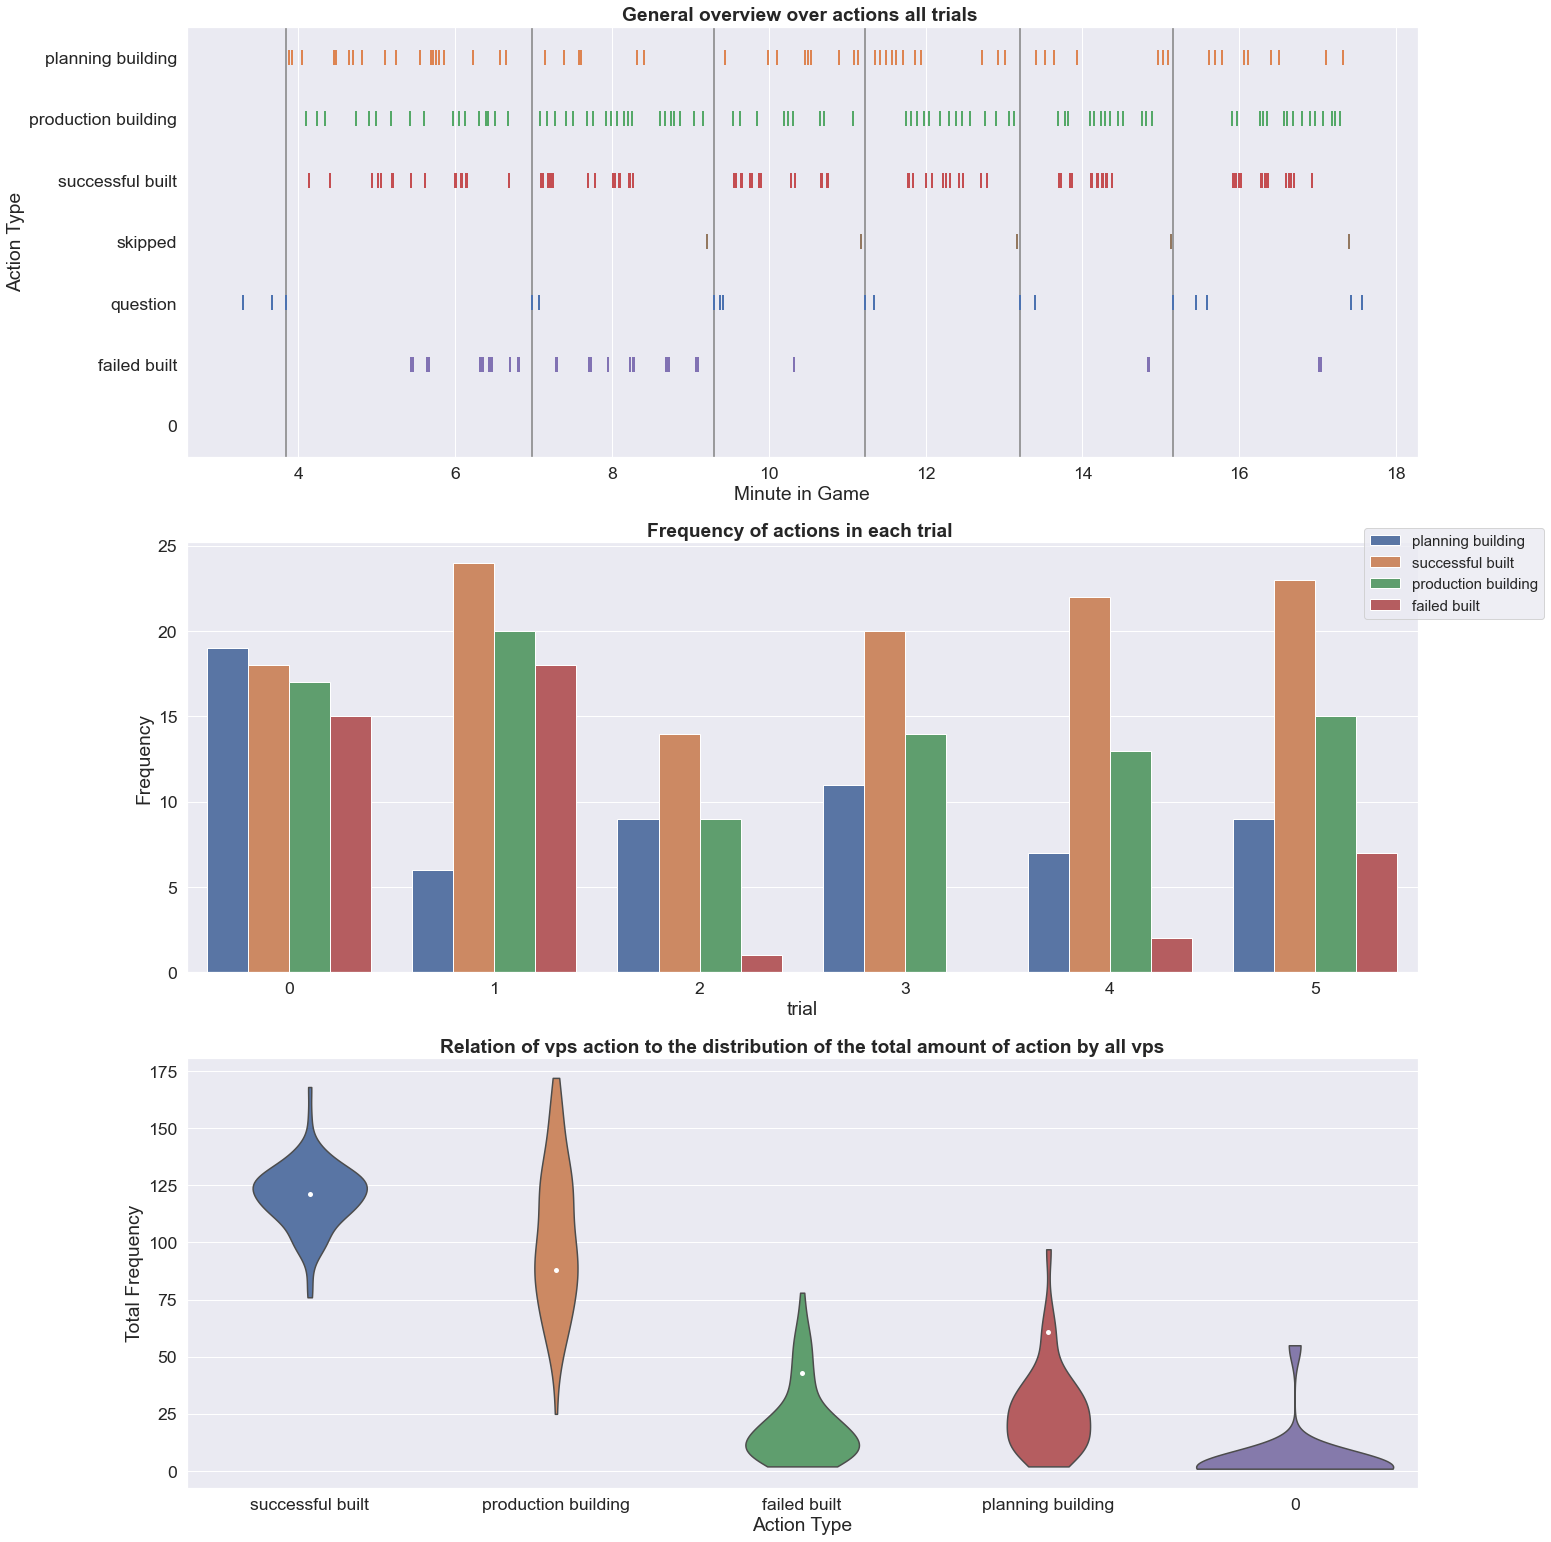 General overview over actions all trials
Action Type
planning building
production building
successful built
skipped
question
failed built
0
4 6 8 10 12 14 16 18
Minute in Game
Frequency of actions in each trial
planning building
successful built
production building
failed built
Frequency
25
20
15
10
5
0
0 1 2 3 4 5
trial
Relation of vps action to the distribution of the total amount of action by all vps
Total Frequency
175
150
125
100
75
50
25
0
successful built production building failed built planning building 0
Action Type